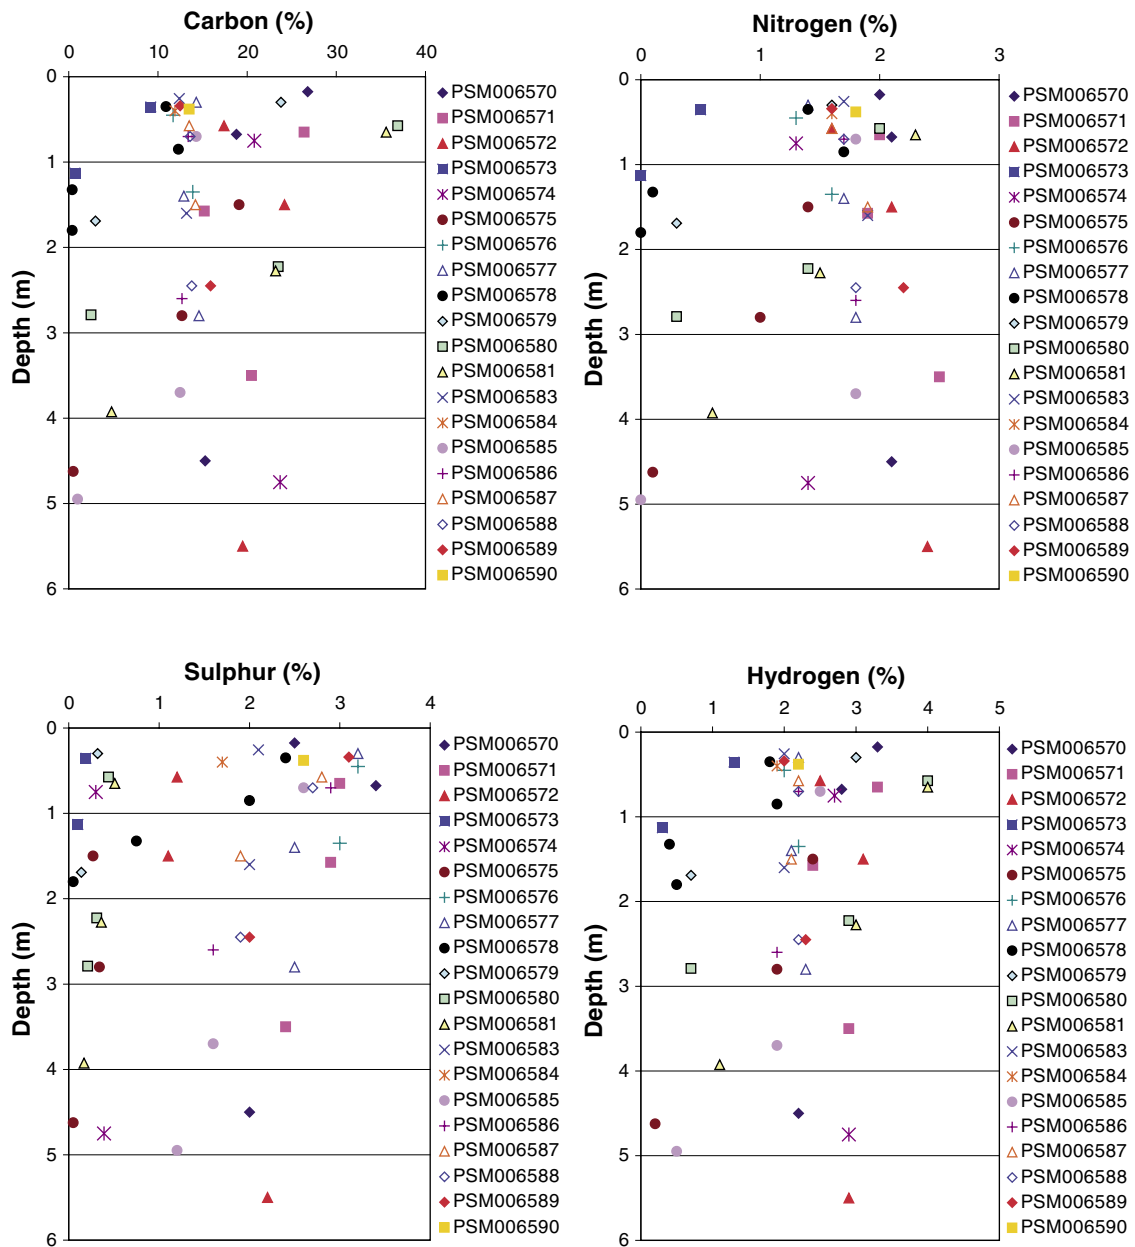 Carbon (%)
0 10 20 30 40
0
1
2
3
4
5
6
Depth (m)
PSM006570
PSM006571
PSM006572
PSM006573
PSM006574
PSM006575
PSM006576
PSM006577
PSM006578
PSM006579
PSM006580
PSM006581
PSM006583
PSM006584
PSM006585
PSM006586
PSM006587
PSM006588
PSM006589
PSM006590
Nitrogen (%)
0 1 2 3
0
1
2
3
4
5
6
Depth (m)
PSM006570
PSM006571
PSM006572
PSM006573
PSM006574
PSM006575
PSM006576
PSM006577
PSM006578
PSM006579
PSM006580
PSM006581
PSM006583
PSM006584
PSM006585
PSM006586
PSM006587
PSM006588
PSM006589
PSM006590
Sulphur (%)
0 1 2 3 4
0
1
2
3
4
5
6
Depth (m)
PSM006570
PSM006571
PSM006572
PSM006573
PSM006574
PSM006575
PSM006576
PSM006577
PSM006578
PSM006579
PSM006580
PSM006581
PSM006583
PSM006584
PSM006585
PSM006586
PSM006587
PSM006588
PSM006589
PSM006590
Hydrogen (%)
0 1 2 3 4 5
0
1
2
3
4
5
6
Depth (m)
PSM006570
PSM006571
PSM006572
PSM006573
PSM006574
PSM006575
PSM006576
PSM006577
PSM006578
PSM006579
PSM006580
PSM006581
PSM006583
PSM006584
PSM006585
PSM006586
PSM006587
PSM006588
PSM006589
PSM006590